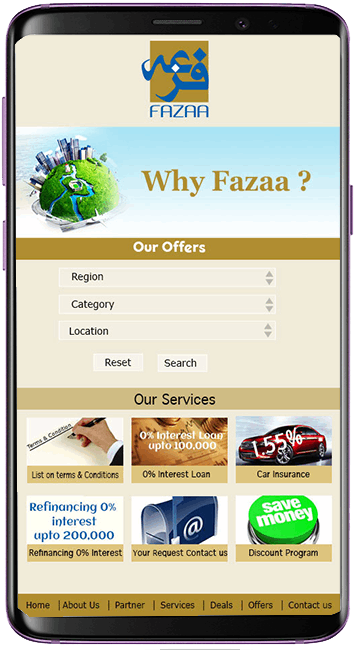 فزعة
FAZAA
Why Fazaa ?
Our Offers
Region
Category
Location
Reset Search
Our Services
Terms & Condition
0% Interest Loan
upto 100,000
1.55%
List on terms & Conditions
0% Interest Loan
Car Insurance
Refinancing 0%
interest
upto 200,000
@
save
money
Refinancing 0% Interest
Your Request Contact us
Discount Program
Home | About Us | Partner | Services | Deals | Offers | Contact us